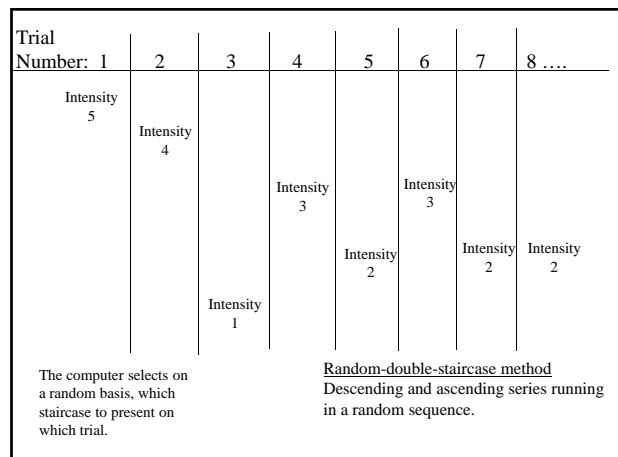 Trial
Number: 1 2 3 4 5 6 7 8 ….
Intensity
5
Intensity
4
Intensity
1
Intensity
3
Intensity
2
Intensity
3
Intensity
2
Intensity
2
The computer selects on
a random basis, which
staircase to present on
which trial.
Random-double-staircase method
Descending and ascending series running
in a random sequence.